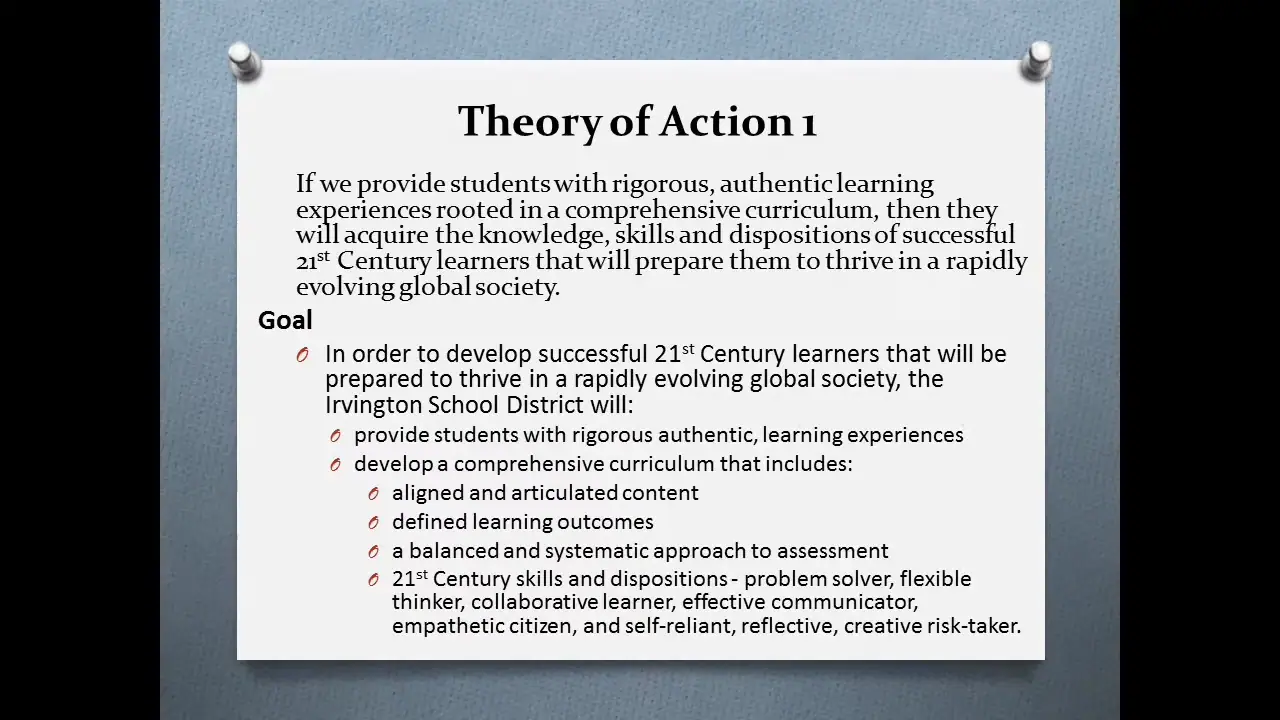 Theory of Action 1
If we provide students with rigorous, authentic learning
experiences rooted in a comprehensive curriculum, then they
will acquire the knowledge, skills and dispositions of successful
21st Century learners that will prepare them to thrive in a rapidly
evolving global society.
Goal
In order to develop successful 21st Century learners that will be
prepared to thrive in a rapidly evolving global society, the
Irvington School District will:
provide students with rigorous authentic, learning experiences
develop a comprehensive curriculum that includes:
aligned and articulated content
defined learning outcomes
a balanced and systematic approach to assessment
21st Century skills and dispositions - problem solver, flexible
thinker, collaborative learner, effective communicator,
empathetic citizen, and self-reliant, reflective, creative risk-taker.